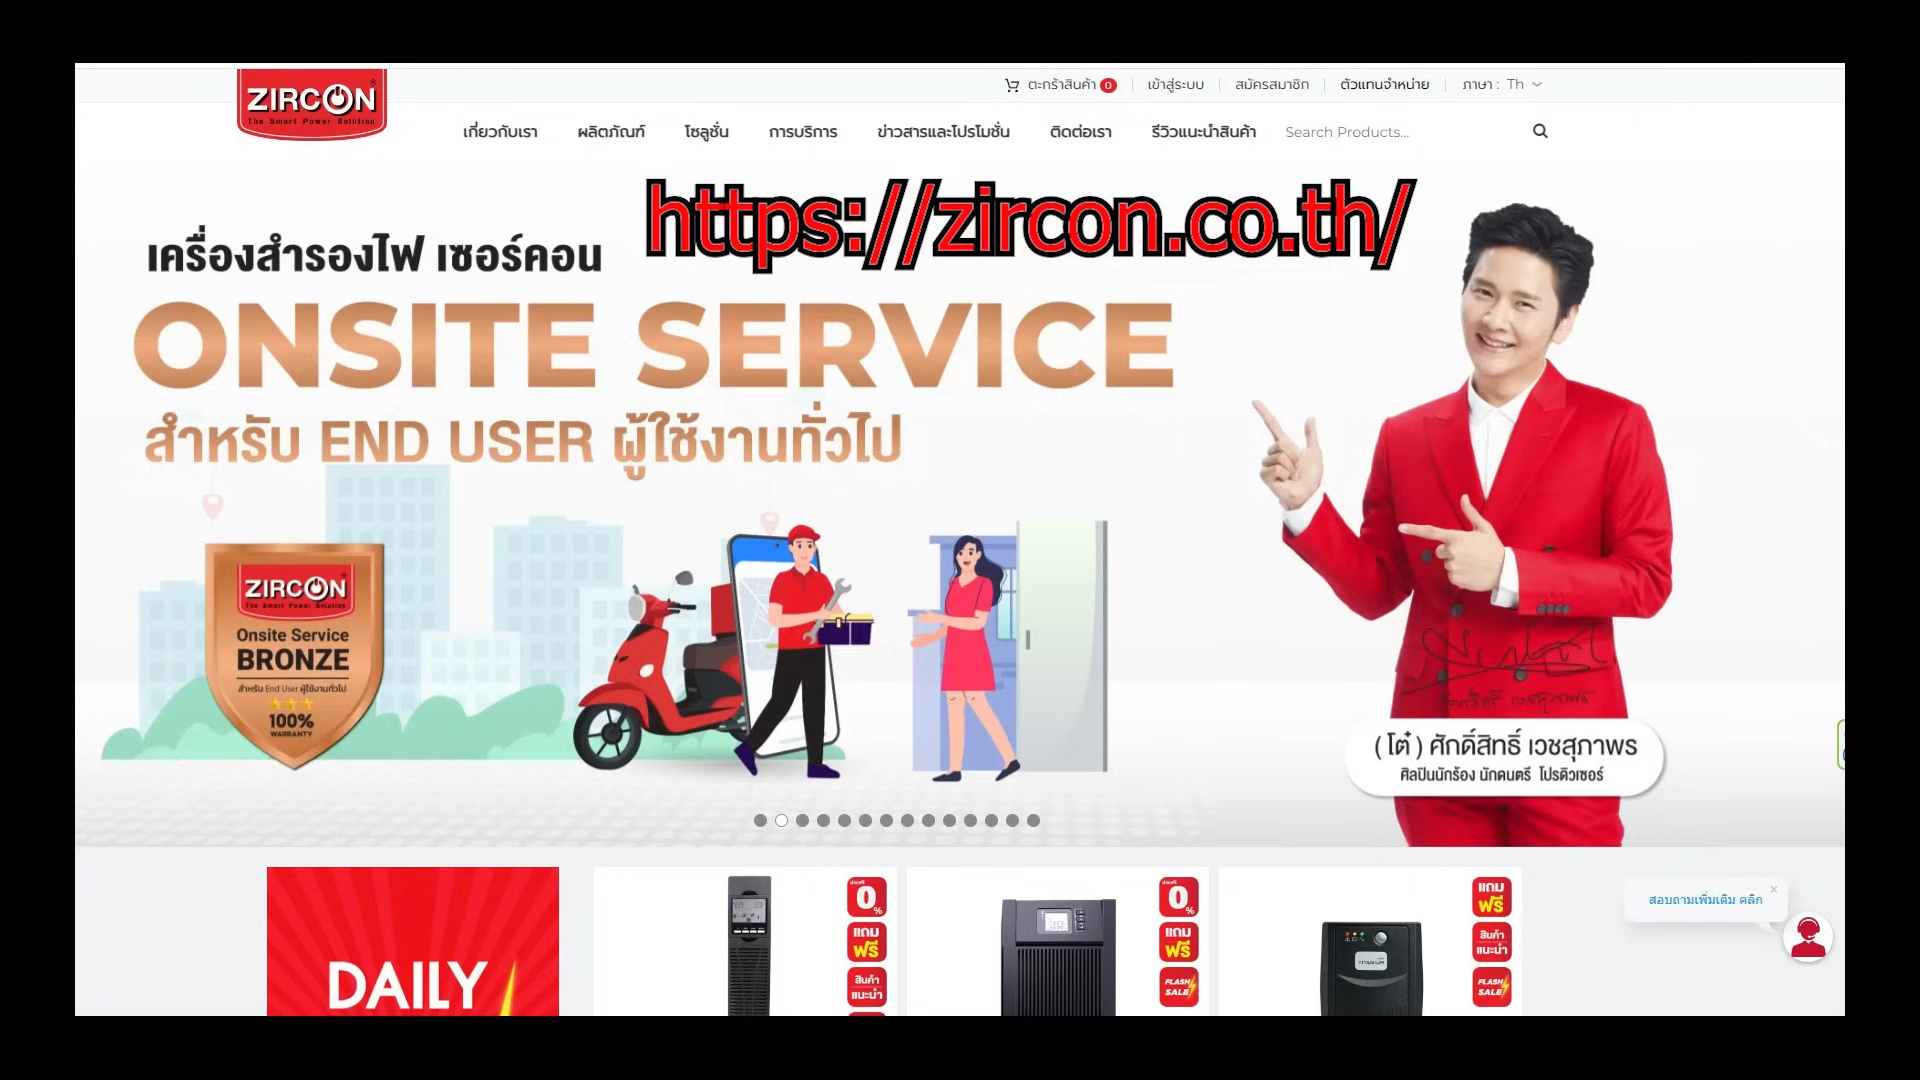 ZIRCON
The Smart Power Solution
ตะกร้าสินค้า 0
เข้าสู่ระบบ
สมัครสมาชิก
ตัวแทนจำหน่าย
ภาษา : Th
เกี่ยวกับเรา
ผลิตภัณฑ์
โซลูชั่น
การบริการ
ข่าวสารและโปรโมชั่น
ติดต่อเรา
รีวิวแนะนำสินค้า
Search Products...
https://zircon.co.th/
เครื่องสำรองไฟ เซอร์คอน
ONSITE SERVICE
สำหรับ END USER ผู้ใช้งานทั่วไป
ZIRCON
The Smart Power Solution
Onsite Service
BRONZE
สำหรับ End User ผู้ใช้งานทั่วไป
100%
WARRANTY
(โต๋) ศักดิ์สิทธิ์ เวชสุภาพร
ศิลปินนักร้อง นักดนตรี โปรดิวเซอร์
DAILY
0%
แถม
ฟรี
สินค้า
แนะนำ
0%
แถม
ฟรี
FLASH
SALE
TITANIUM
แถม
ฟรี
สินค้า
แนะนำ
FLASH
SALE
สอบถามเพิ่มเติม คลิก